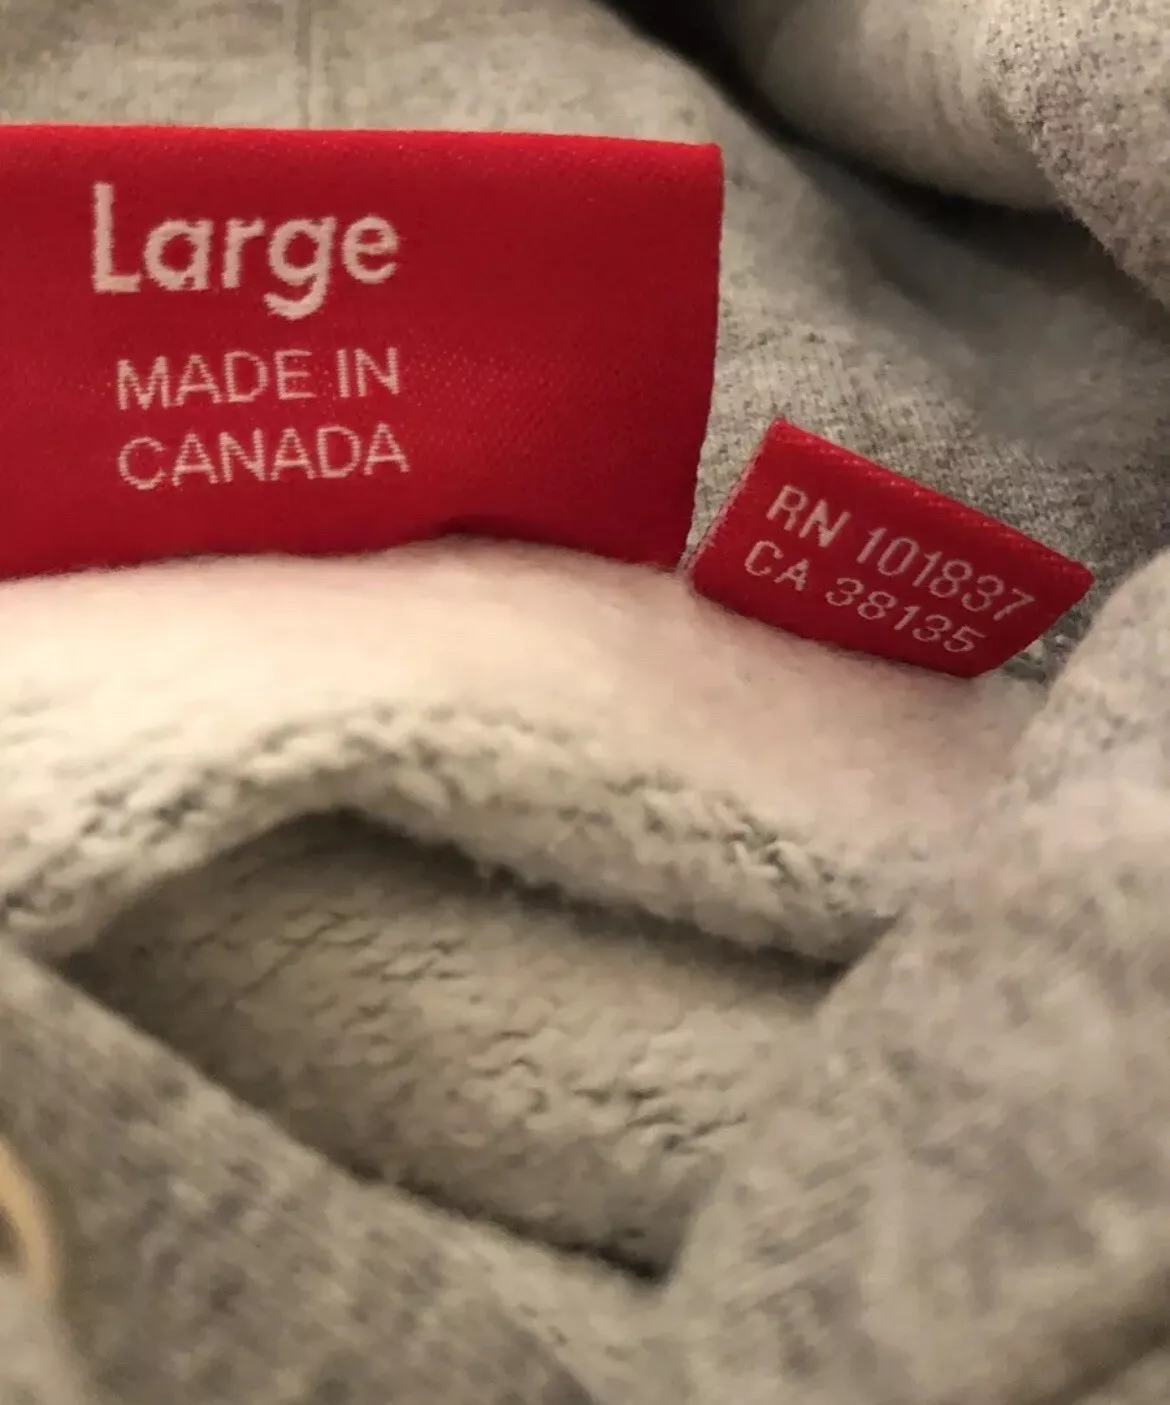 Large
MADE IN
CANADA
RN 101837
CA 38135